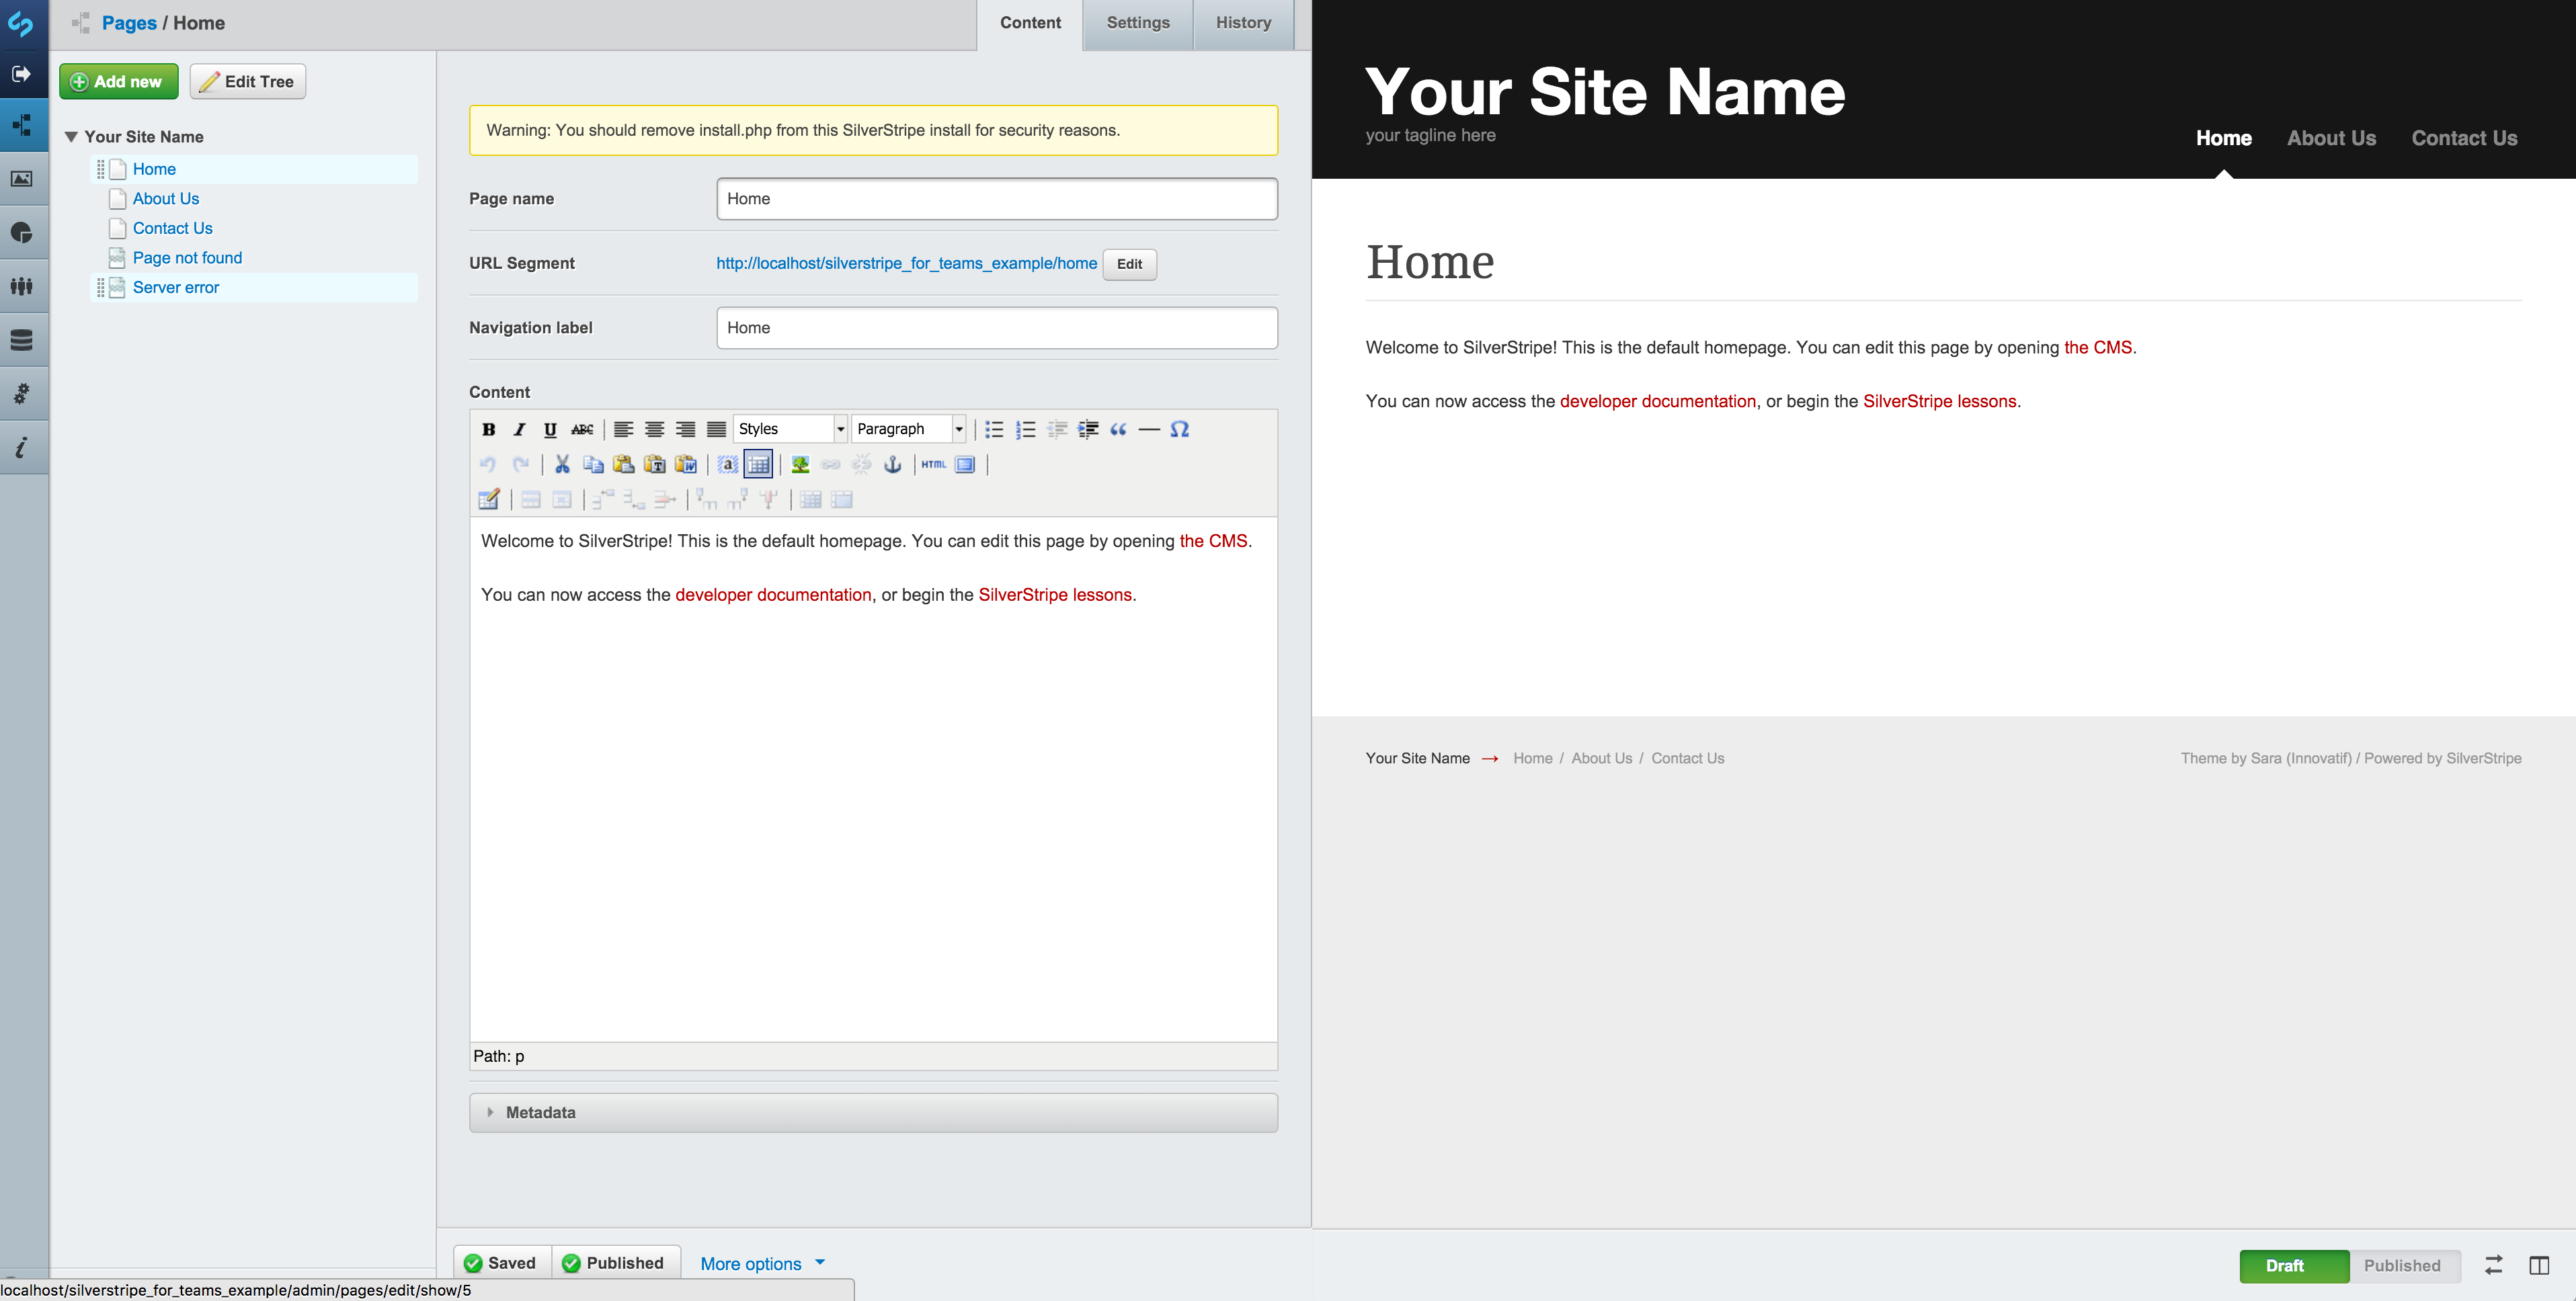 Pages / Home
Content
Settings
History
Add new
Edit Tree
Your Site Name
Home
About Us
Contact Us
Page not found
Server error
Warning: You should remove install.php from this SilverStripe install for security reasons.
Page name
Home
URL Segment
http://localhost/silverstripe_for_teams_example/home
Edit
Navigation label
Home
Content
B I U ABC
Styles
Paragraph
HTML
Welcome to SilverStripe! This is the default homepage. You can edit this page by opening the CMS.
You can now access the developer documentation, or begin the SilverStripe lessons.
Path: p
Metadata
Saved
Published
More options
localhost/silverstripe_for_teams_example/admin/pages/edit/show/5
Your Site Name
your tagline here
Home
About Us
Contact Us
Home
Welcome to SilverStripe! This is the default homepage. You can edit this page by opening the CMS.
You can now access the developer documentation, or begin the SilverStripe lessons.
Your Site Name → Home / About Us / Contact Us
Theme by Sara (Innovatif) / Powered by SilverStripe
Draft
Published